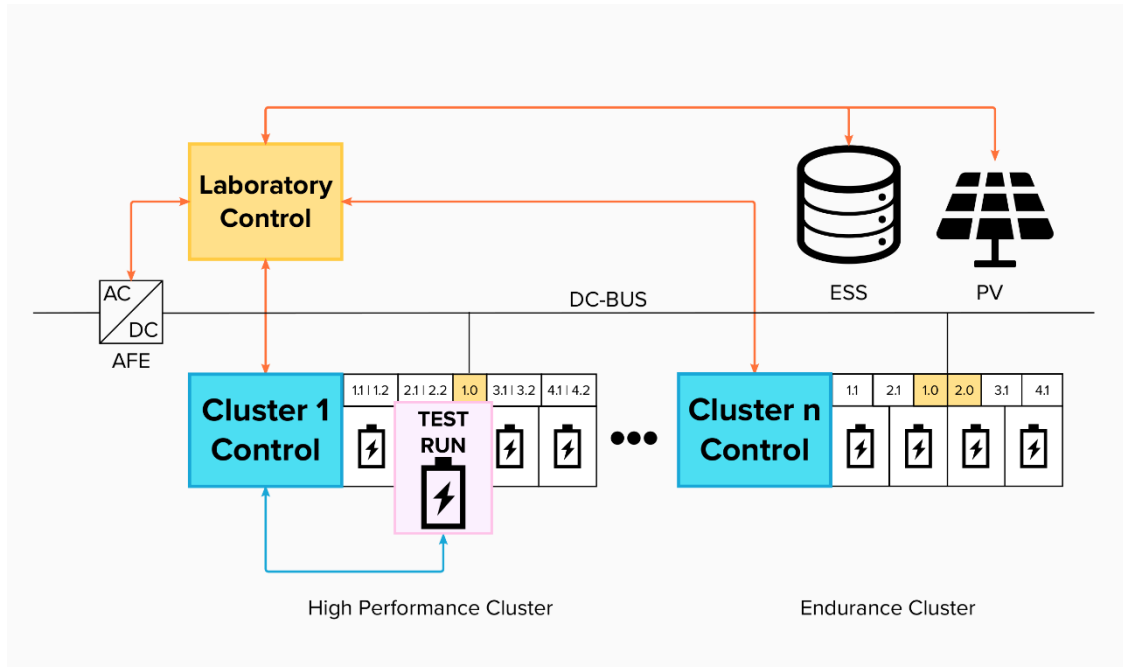 Laboratory
Control
AC
DC
AFE
DC-BUS
ESS
PV
Cluster 1
Control
1.1 | 1.2
2.1 | 2.2
1.0
3.1 | 3.2
4.1 | 4.2
TEST
RUN
Cluster n
Control
1.1
2.1
1.0
2.0
3.1
4.1
High Performance Cluster
Endurance Cluster